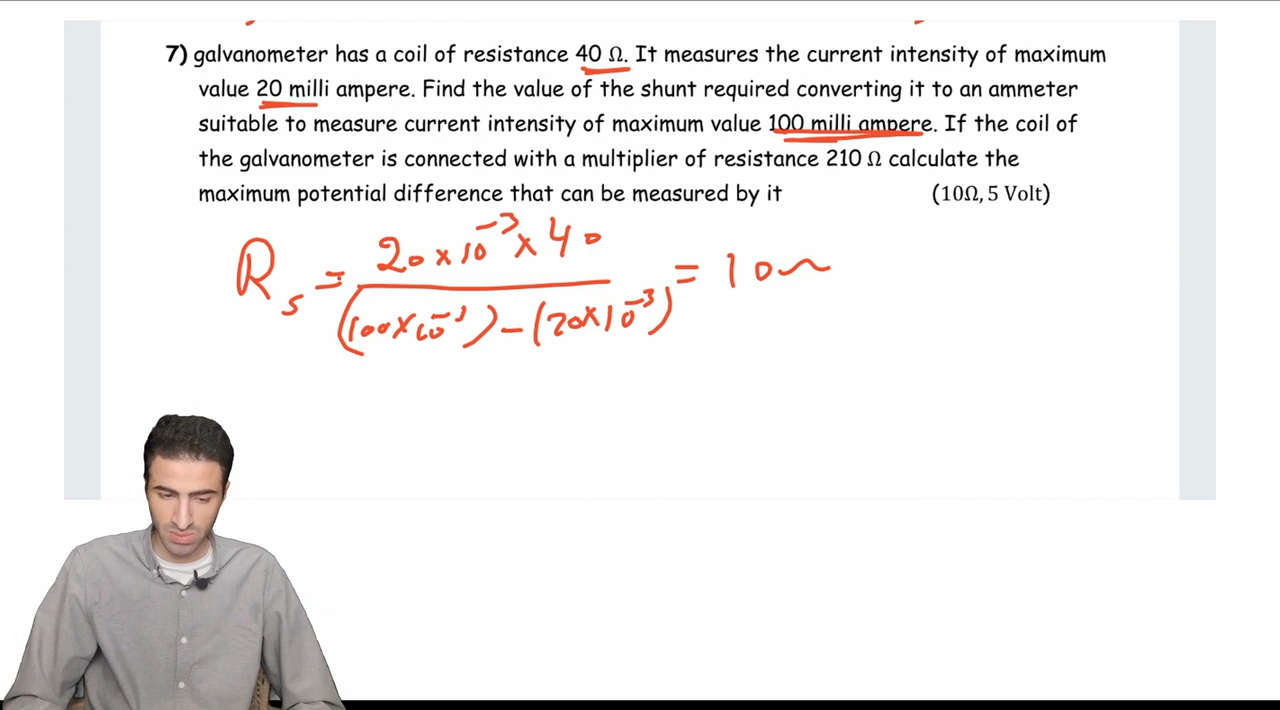 7) galvanometer has a coil of resistance 40 Ω. It measures the current intensity of maximum
value 20 milli ampere. Find the value of the shunt required converting it to an ammeter
suitable to measure current intensity of maximum value 100 milli ampere. If the coil of
the galvanometer is connected with a multiplier of resistance 210 Ω calculate the
maximum potential difference that can be measured by it (10Ω, 5 Volt)
R_s = (20×10^-3 × 40) / ((100×10^-3) - (20×10^-3)) = 10Ω